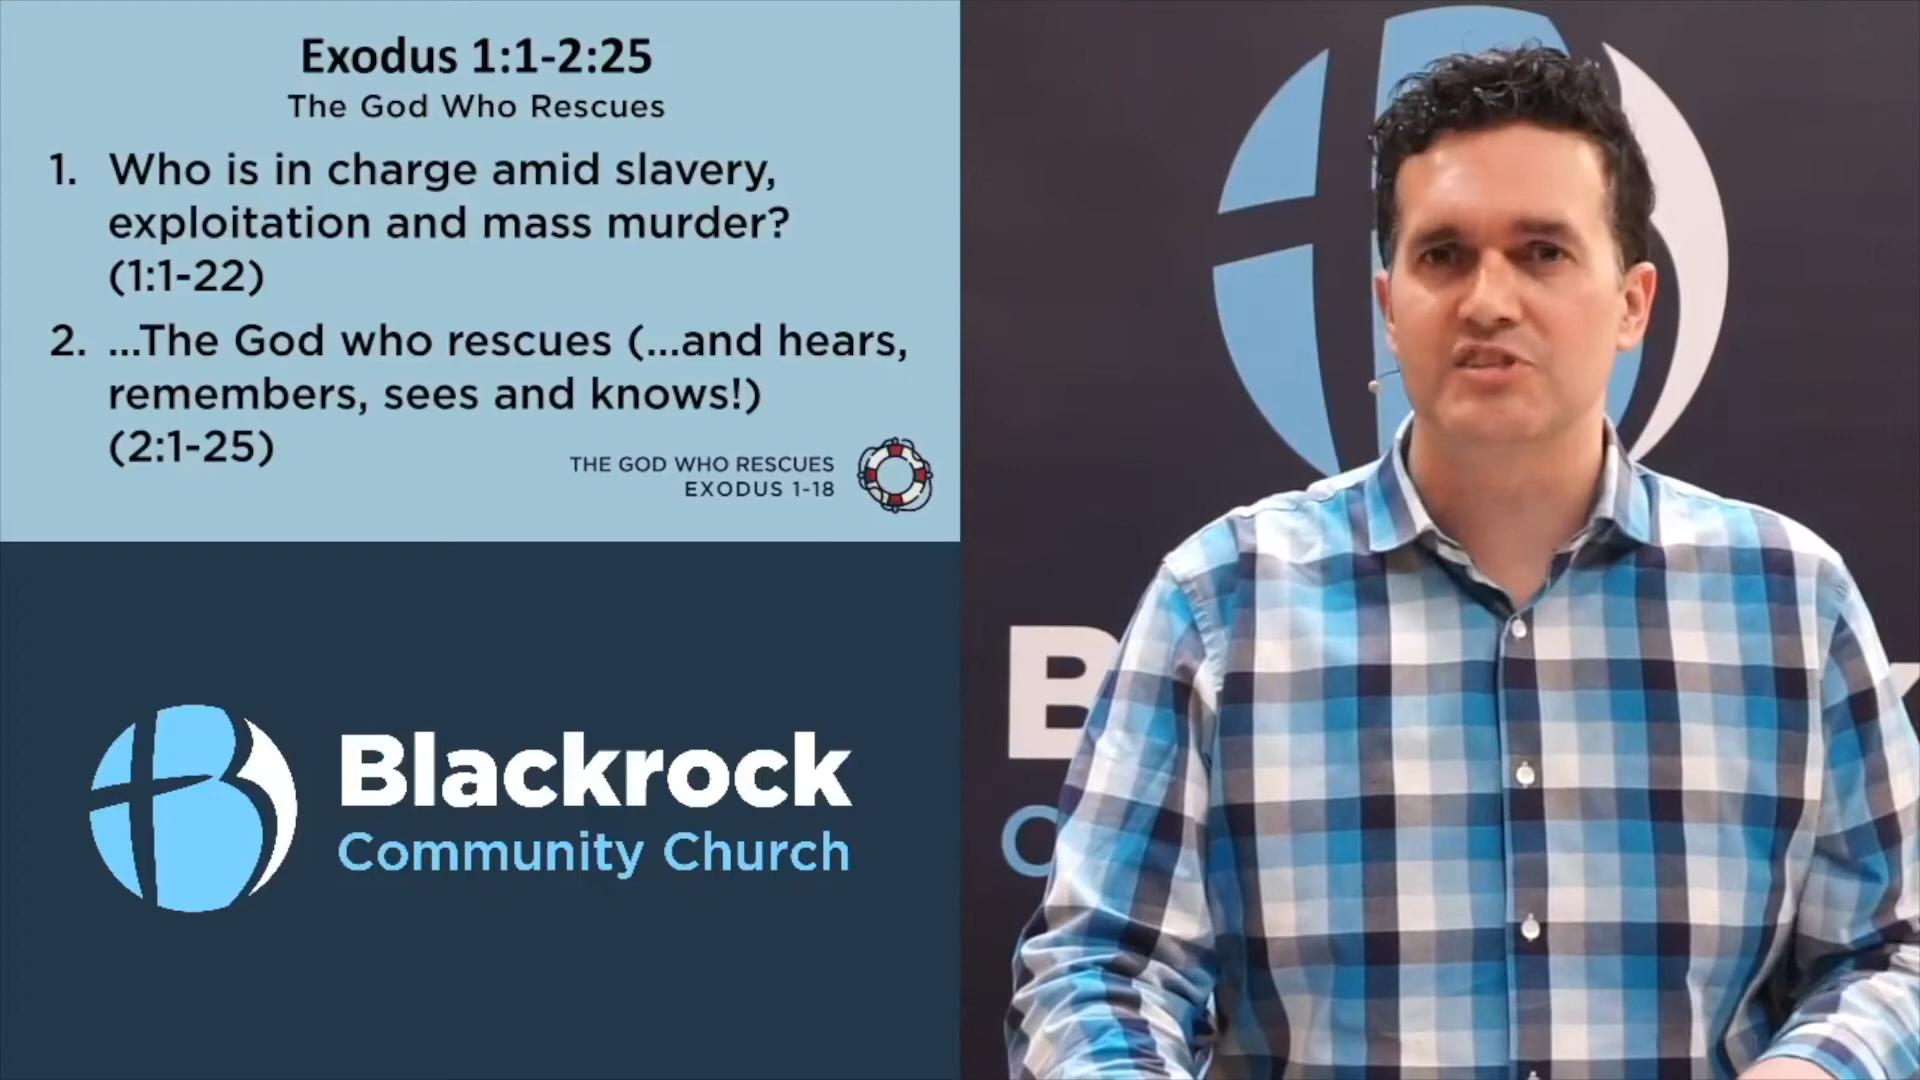 Exodus 1:1-2:25
The God Who Rescues
1. Who is in charge amid slavery,
exploitation and mass murder?
(1:1-22)
2. ...The God who rescues (...and hears,
remembers, sees and knows!)
(2:1-25)
THE GOD WHO RESCUES
EXODUS 1-18
Blackrock
Community Church
B
C